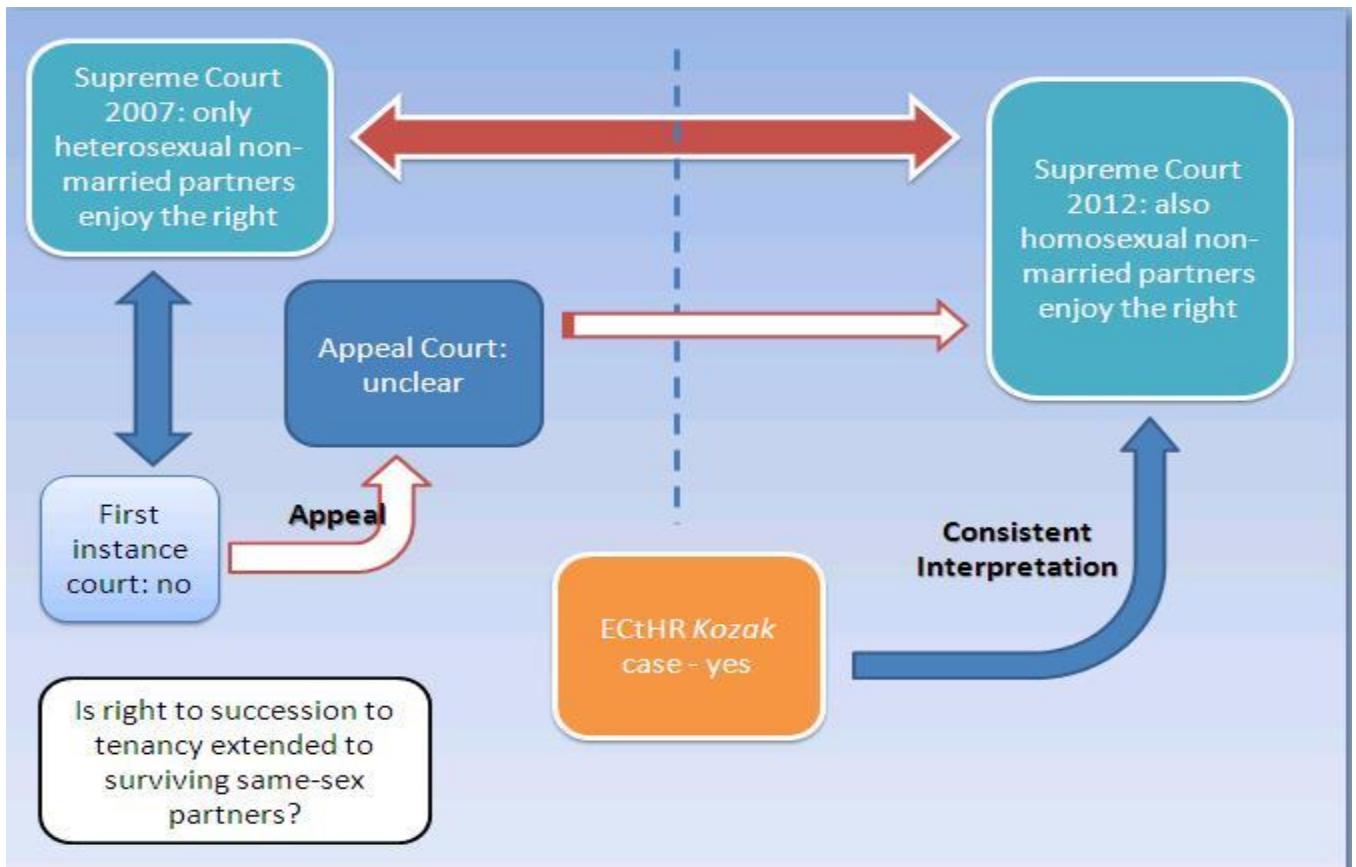 Supreme Court
2007: only
heterosexual non-
married partners
enjoy the right
Supreme Court
2012: also
homosexual non-
married partners
enjoy the right
Appeal Court:
unclear
First
instance
court: no
Appeal
Consistent
Interpretation
ECtHR Kozak
case - yes
Is right to succession to
tenancy extended to
surviving same-sex
partners?